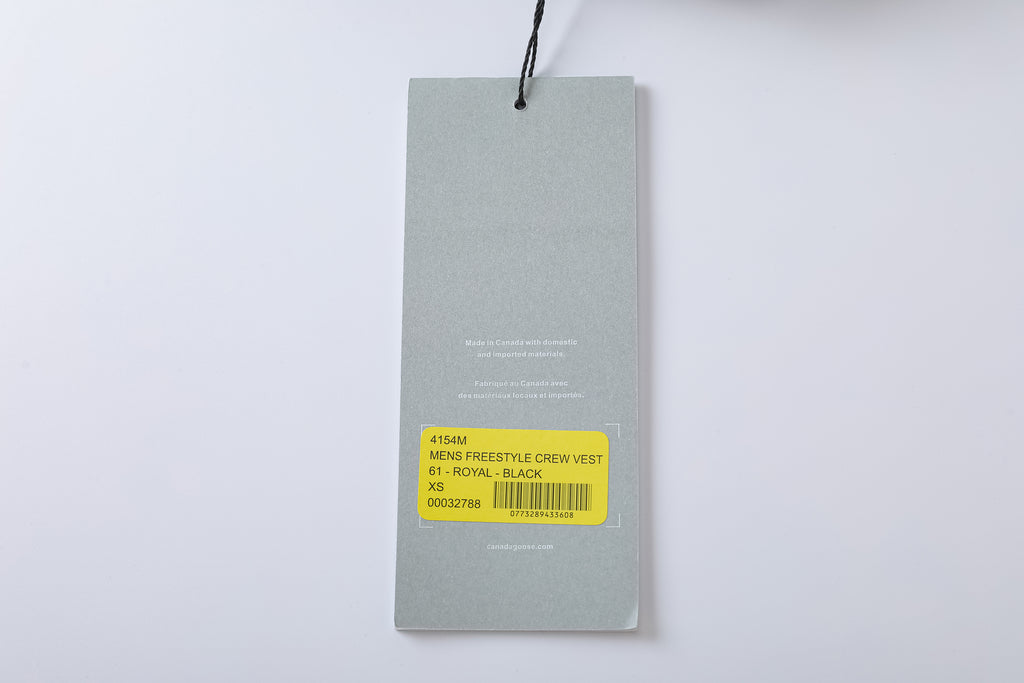 Made in Canada with domestic
and imported materials.
Fabriqué au Canada avec
des matériaux locaux et importés.
4154M
MENS FREESTYLE CREW VEST
61 - ROYAL - BLACK
XS
00032788
0773289433608
canadagoose.com